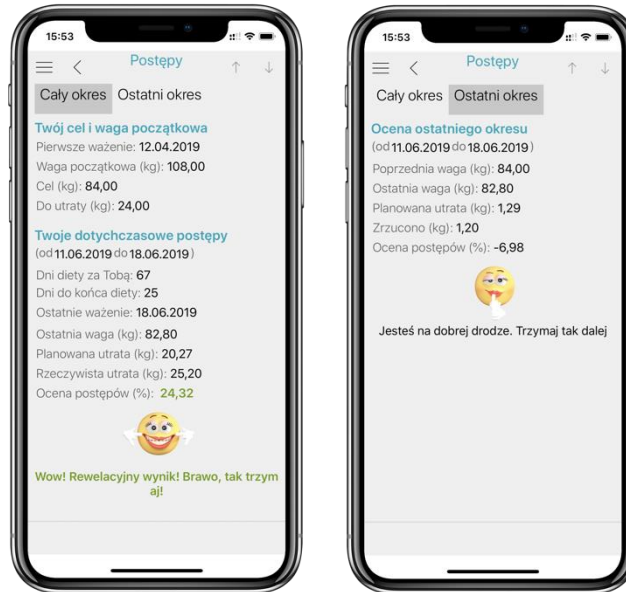 15:53
Postępy
Cały okres Ostatni okres
Twój cel i waga początkowa
Pierwsze ważenie: 12.04.2019
Waga początkowa (kg): 108,00
Cel (kg): 84,00
Do utraty (kg): 24,00
Twoje dotychczasowe postępy
(od 11.06.2019 do 18.06.2019)
Dni diety za Tobą: 67
Dni do końca diety: 25
Ostatnie ważenie: 18.06.2019
Ostatnia waga (kg): 82,80
Planowana utrata (kg): 20,27
Rzeczywista utrata (kg): 25,20
Ocena postępów (%): 24,32
Wow! Rewelacyjny wynik! Brawo, tak trzym
aj!
15:53
Postępy
Cały okres Ostatni okres
Ocena ostatniego okresu
(od 11.06.2019 do 18.06.2019)
Poprzednia waga (kg): 84,00
Ostatnia waga (kg): 82,80
Planowana utrata (kg): 1,29
Zrzucono (kg): 1,20
Ocena postępów (%): -6,98
Jesteś na dobrej drodze. Trzymaj tak dalej